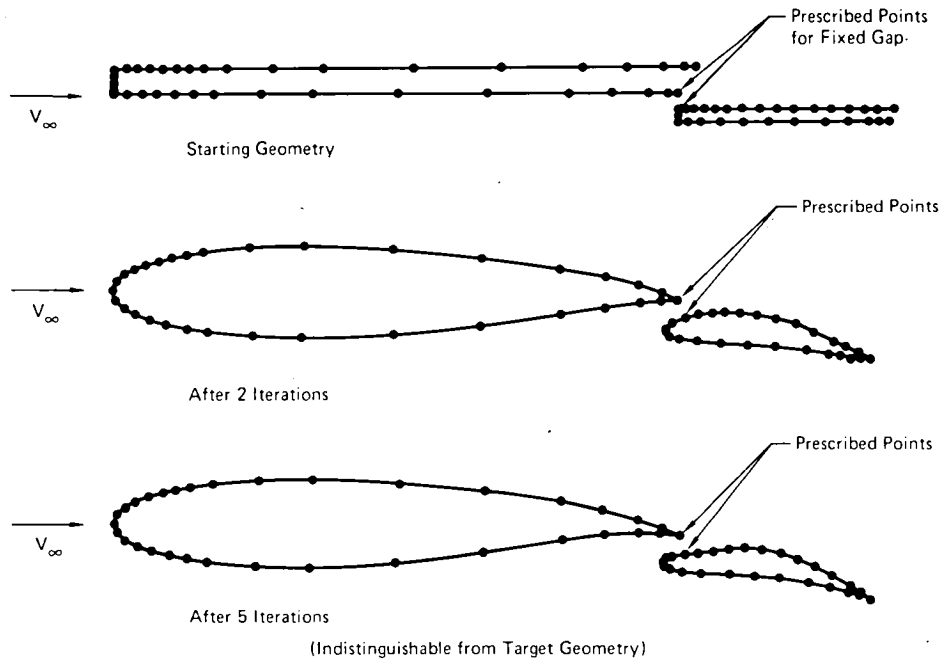 Prescribed Points
for Fixed Gap.
V∞
Starting Geometry
Prescribed Points
V∞
After 2 Iterations
Prescribed Points
V∞
After 5 Iterations
(Indistinguishable from Target Geometry)